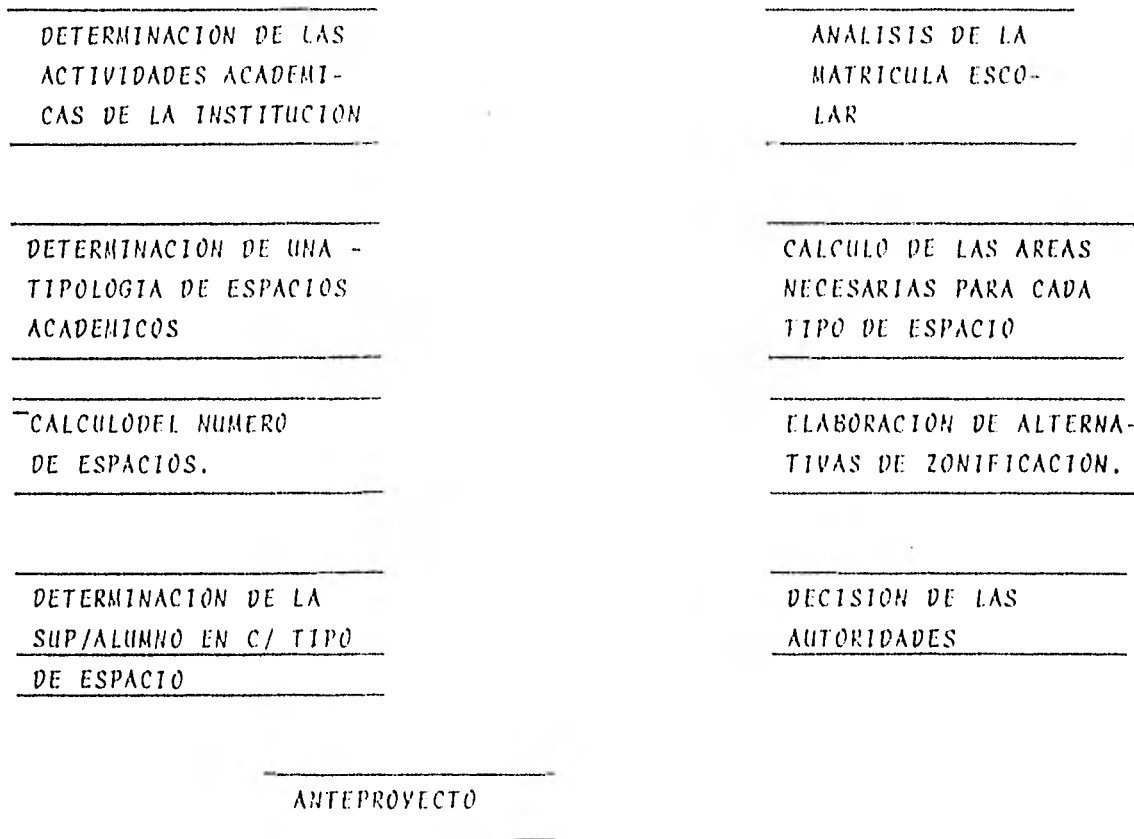 DETERMINACION DE LAS
ACTIVIDADES ACADEMI-
CAS DE LA INSTITUCION
ANALISIS DE LA
MATRICULA ESCO-
LAR
DETERMINACION DE UNA -
TIPOLOGIA DE ESPACIOS
ACADEMICOS
CALCULO DE LAS AREAS
NECESARIAS PARA CADA
TIPO DE ESPACIO
CALCULODEL NUMERO
DE ESPACIOS.
ELABORACION DE ALTERNA-
TIVAS DE ZONIFICACION.
DETERMINACION DE LA
SUP/ALUMNO EN C/ TIPO
DE ESPACIO
DECISION DE LAS
AUTORIDADES
ANTEPROYECTO